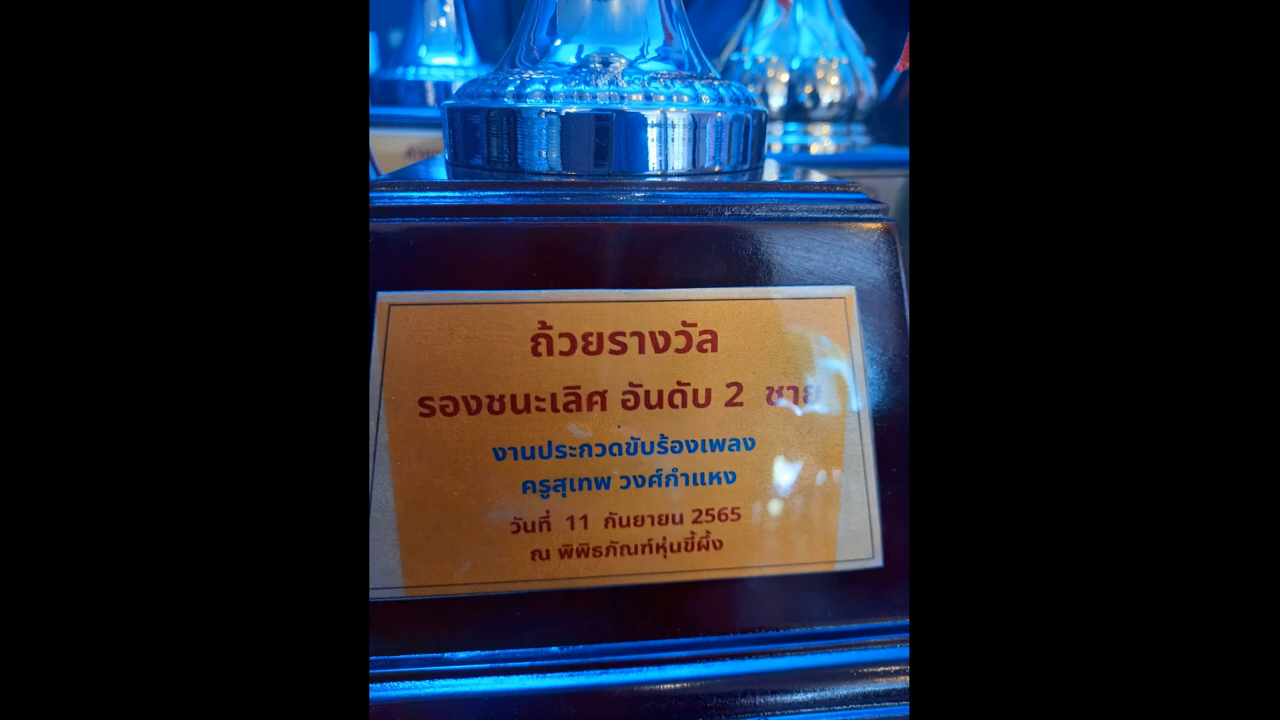 ถ้วยรางวัล
รองชนะเลิศ อันดับ 2 ชาย
งานประกวดขับร้องเพลง
ครูสุเทพ วงศ์กำแหง
วันที่ 11 กันยายน 2565
ณ พิพิธภัณฑ์หุ่นขี้ผึ้ง